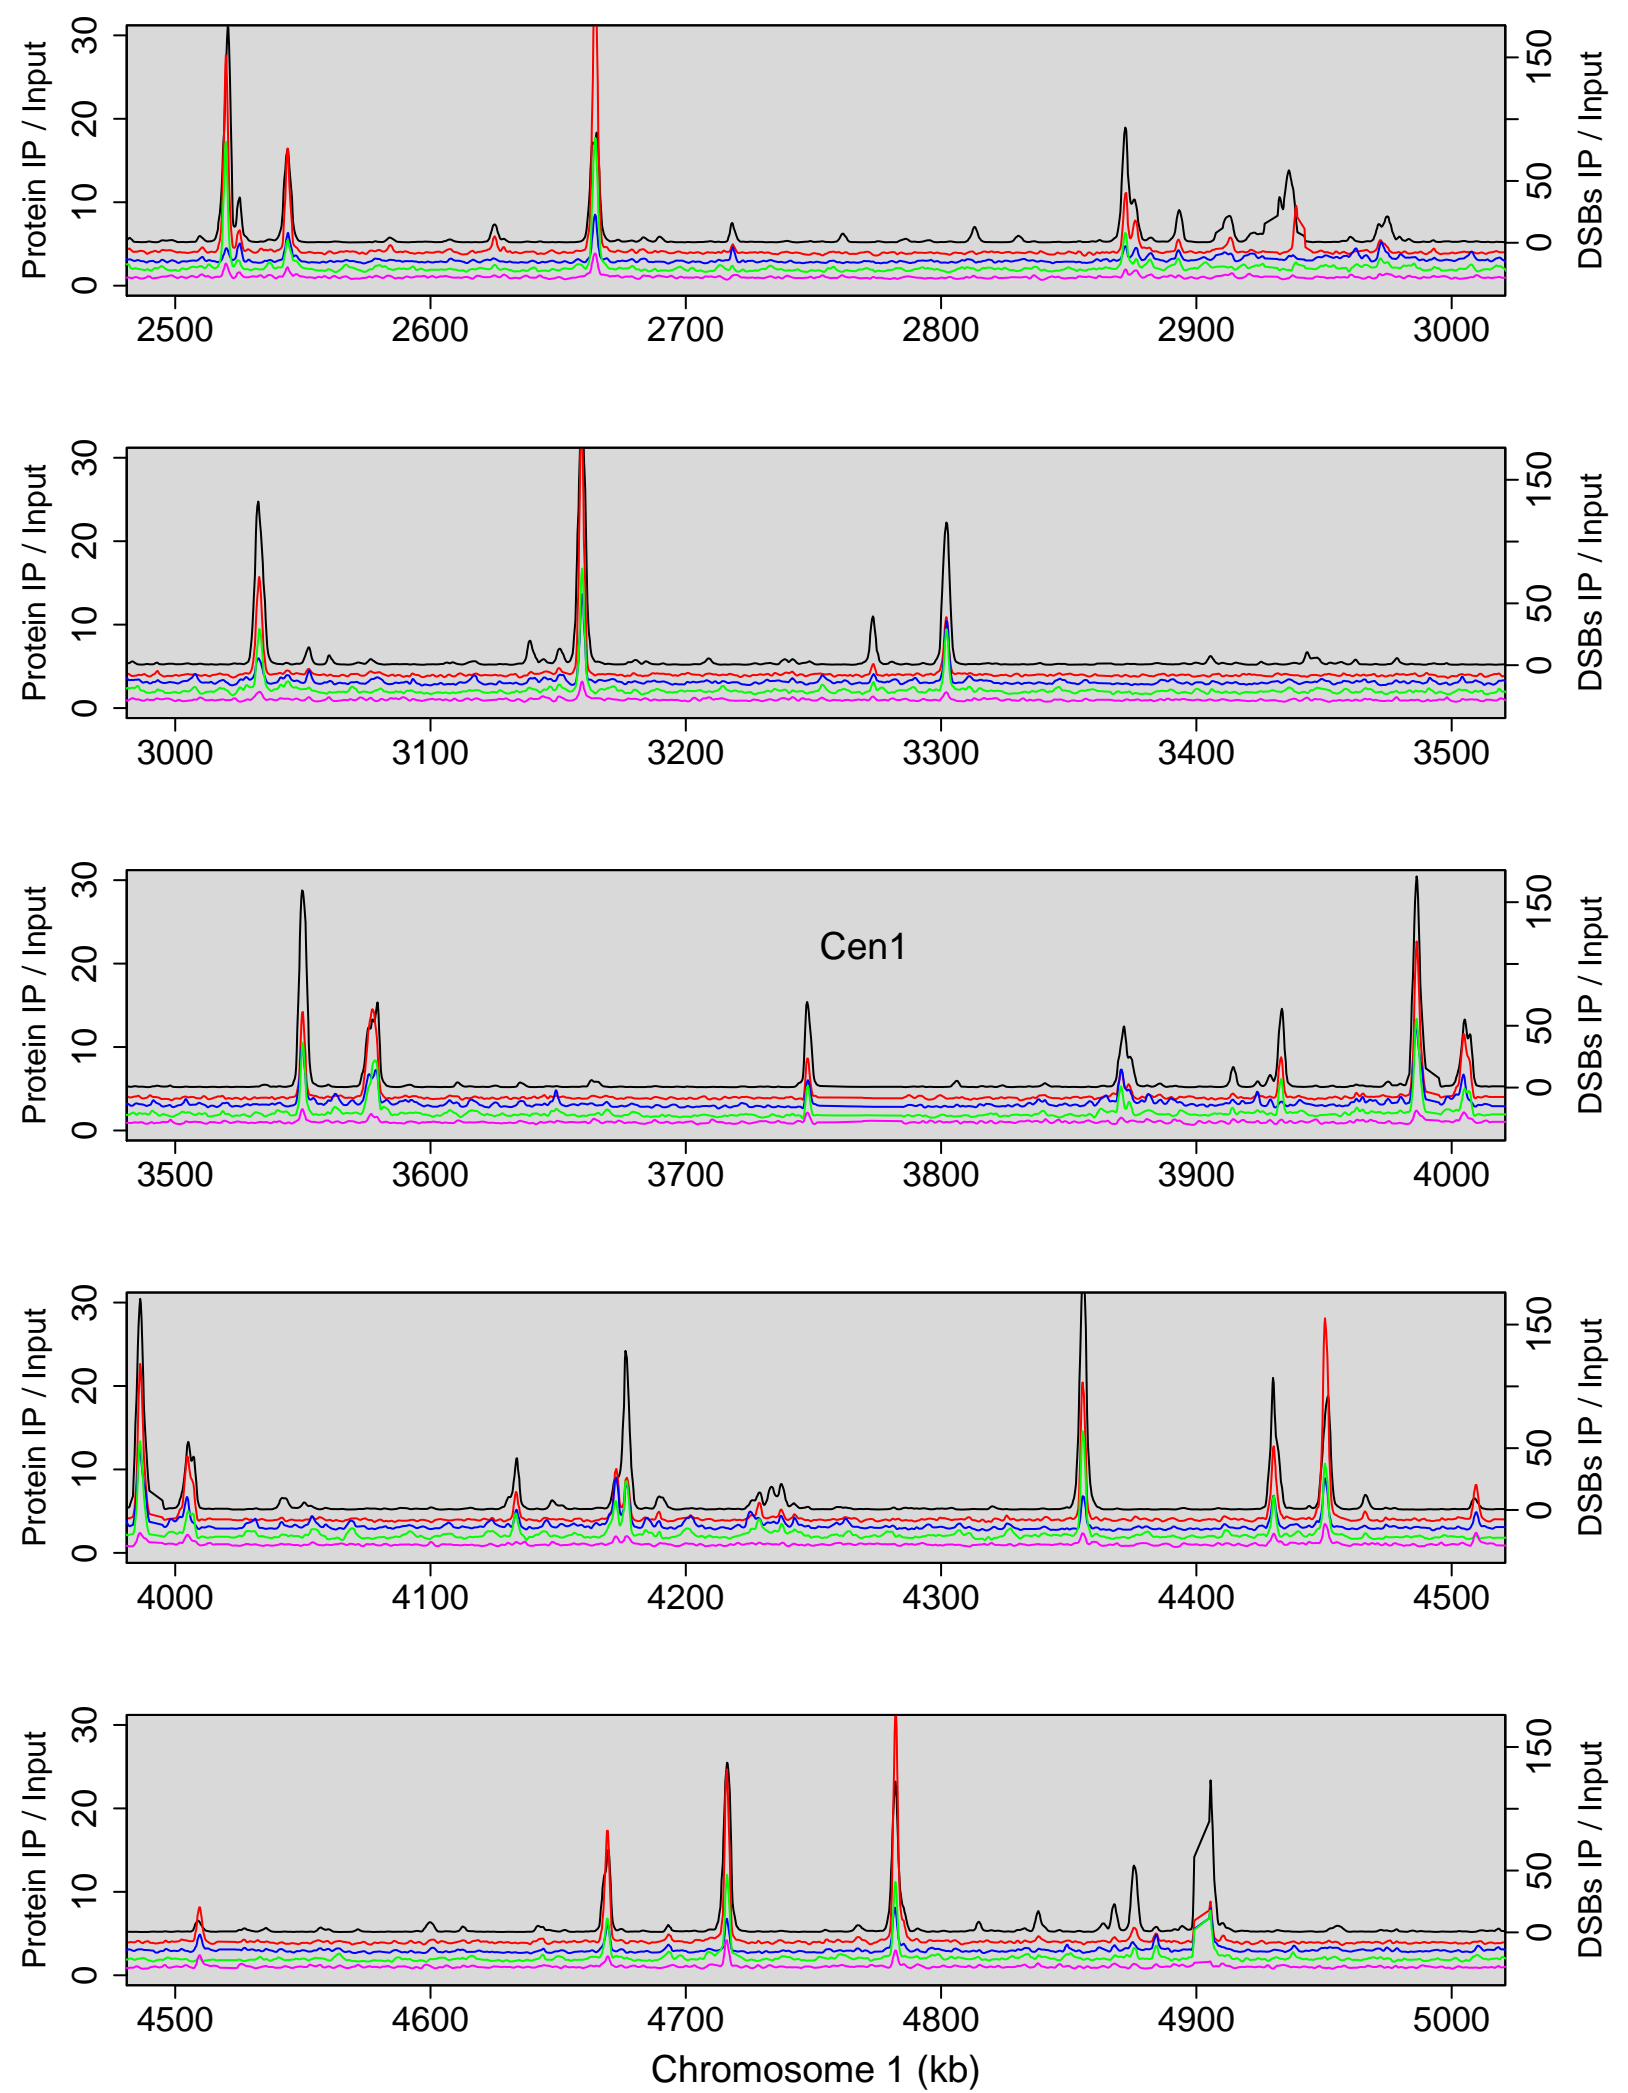 Protein IP / Input
0 10 20 30
0 50 150
DSBs IP / Input
2500 2600 2700 2800 2900 3000
Protein IP / Input
0 10 20 30
0 50 150
DSBs IP / Input
3000 3100 3200 3300 3400 3500
Protein IP / Input
0 10 20 30
Cen1
0 50 150
DSBs IP / Input
3500 3600 3700 3800 3900 4000
Protein IP / Input
0 10 20 30
0 50 150
DSBs IP / Input
4000 4100 4200 4300 4400 4500
Protein IP / Input
0 10 20 30
0 50 150
DSBs IP / Input
4500 4600 4700 4800 4900 5000
Chromosome 1 (kb)